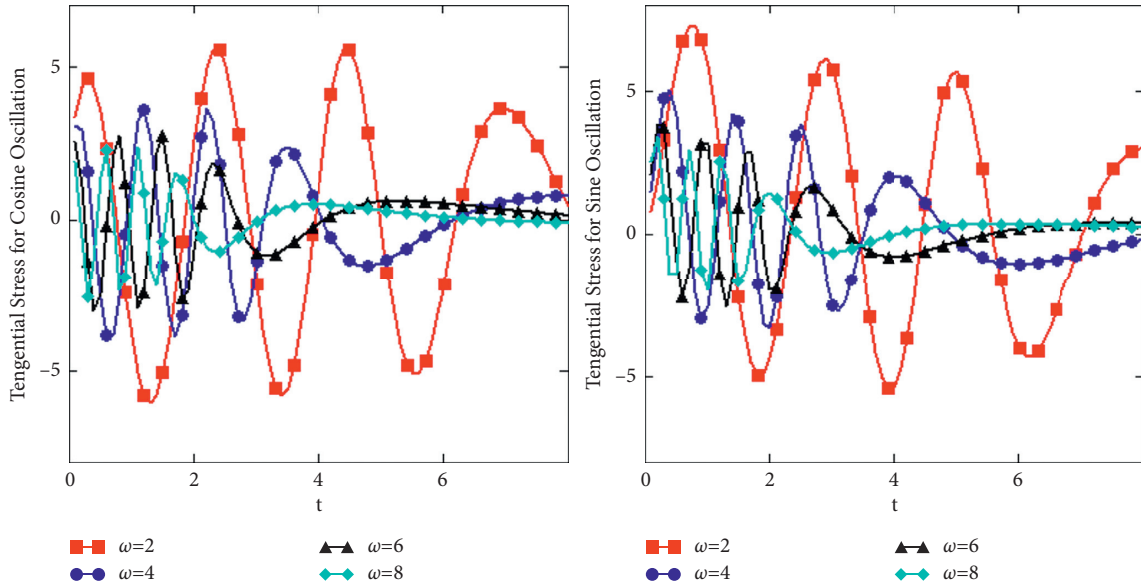 Tengential Stress for Cosine Oscillation
5
0
−5
0 2 4 6
t
ω=2 ω=6
ω=4 ω=8
Tengential Stress for Sine Oscillation
5
0
−5
0 2 4 6
t
ω=2 ω=6
ω=4 ω=8